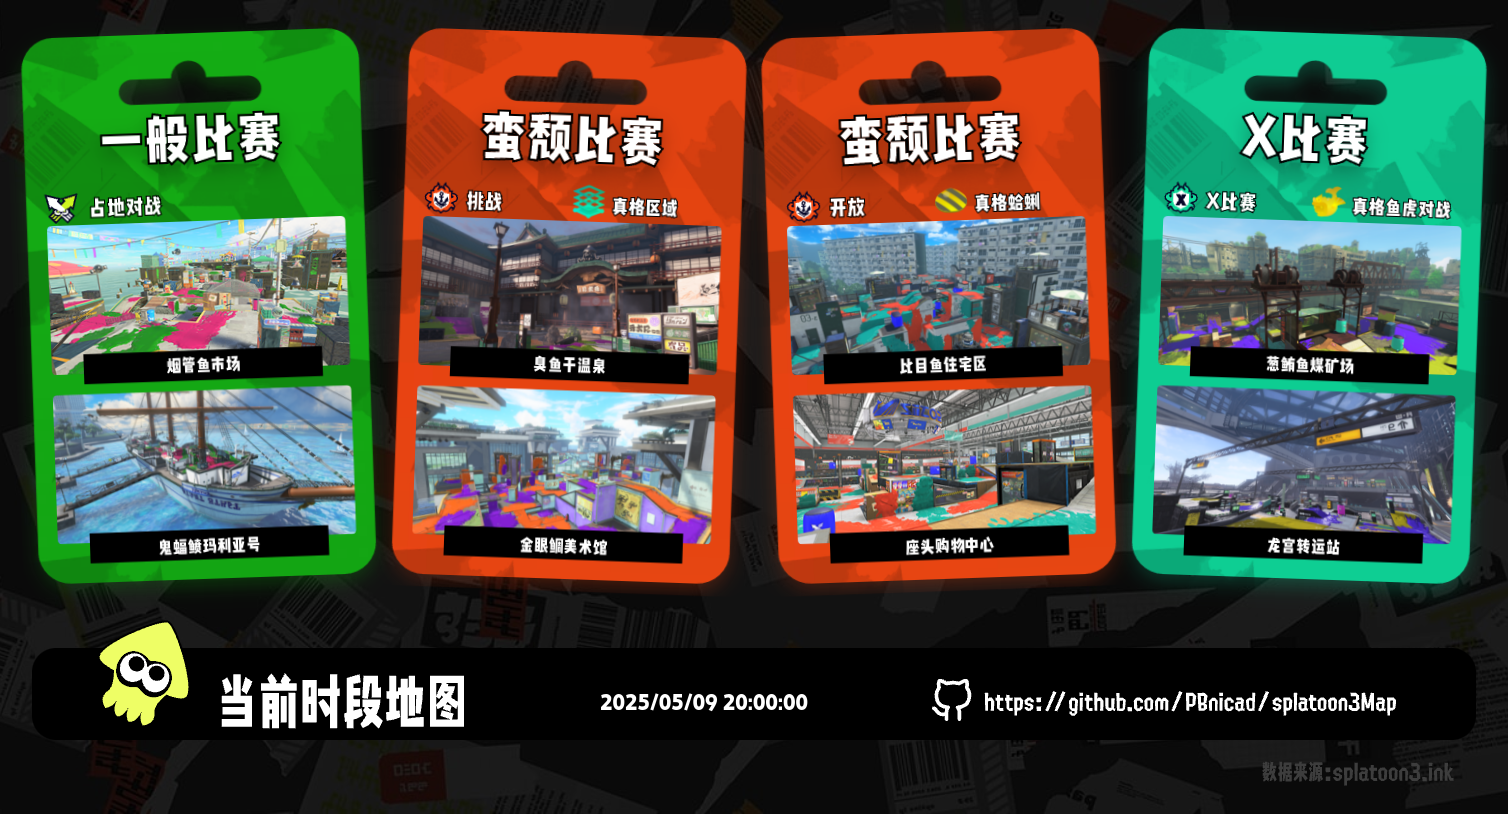 一般比赛
占地对战
烟管鱼市场
鬼蝠鲼玛利亚号
蛮颓比赛
挑战
真格区域
臭鱼干温泉
金眼鲷美术馆
蛮颓比赛
开放
真格蛤蜊
比目鱼住宅区
座头购物中心
X比赛
X比赛
真格鱼虎对战
葱鲔鱼煤矿场
龙宫转运站
当前时段地图
2025/05/09 20:00:00
https://github.com/PBnicad/splatoon3Map
数据来源:splatoon3.ink